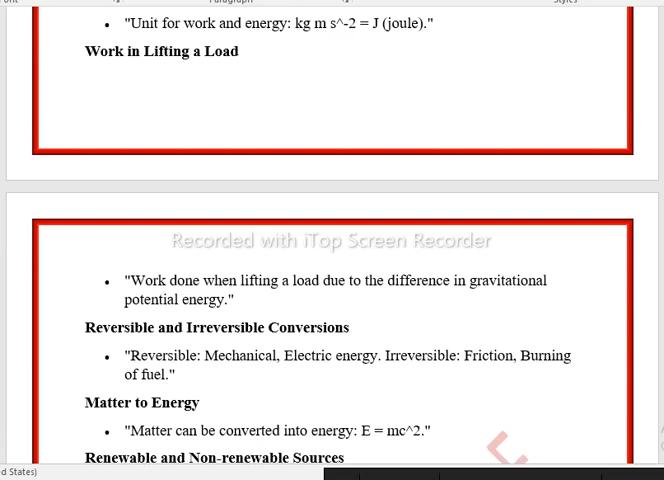 "Unit for work and energy: kg m s^-2 = J (joule)."
Work in Lifting a Load
Recorded with iTop Screen Recorder
"Work done when lifting a load due to the difference in gravitational
potential energy."
Reversible and Irreversible Conversions
"Reversible: Mechanical, Electric energy. Irreversible: Friction, Burning
of fuel."
Matter to Energy
"Matter can be converted into energy: E = mc^2."
Renewable and Non-renewable Sources
d States)